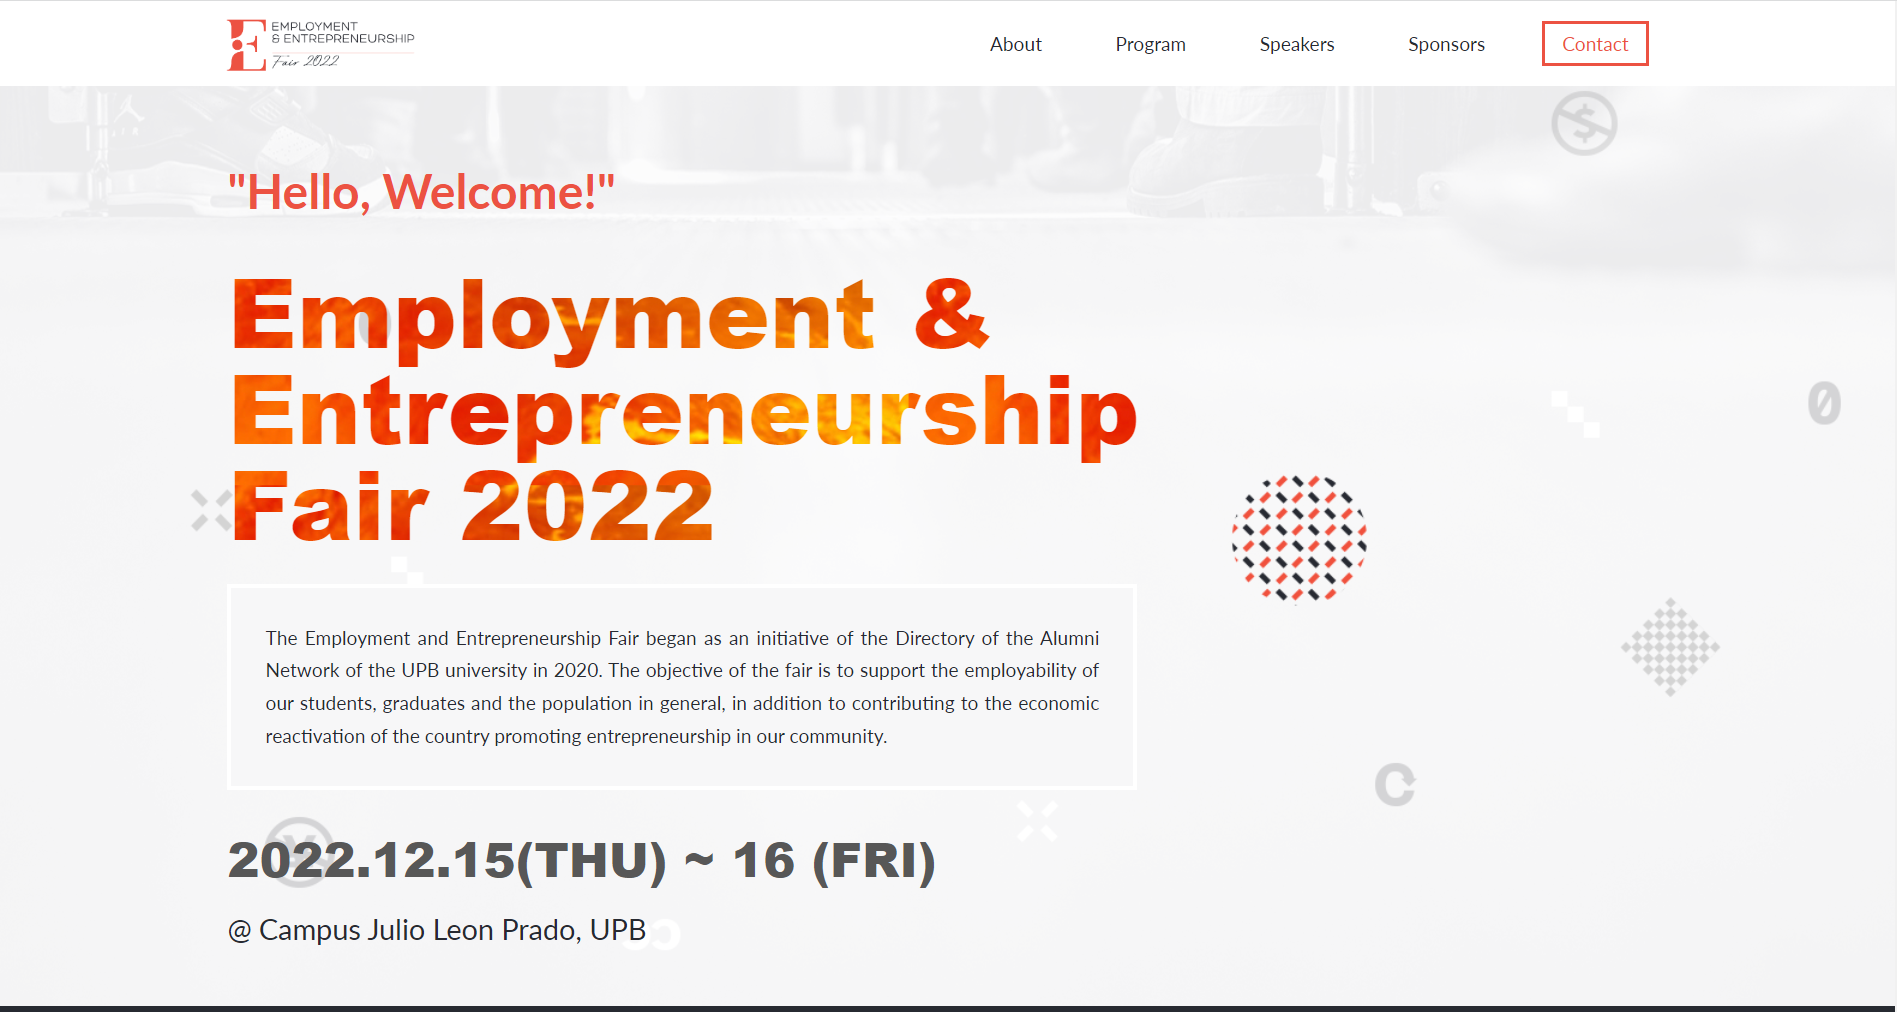 EMPLOYMENT
& ENTREPRENEURSHIP
Fair 2022
About
Program
Speakers
Sponsors
Contact
"Hello, Welcome!"
Employment &
Entrepreneurship
Fair 2022
The Employment and Entrepreneurship Fair began as an initiative of the Directory of the Alumni
Network of the UPB university in 2020. The objective of the fair is to support the employability of
our students, graduates and the population in general, in addition to contributing to the economic
reactivation of the country promoting entrepreneurship in our community.
2022.12.15(THU) ~ 16 (FRI)
@ Campus Julio Leon Prado, UPB